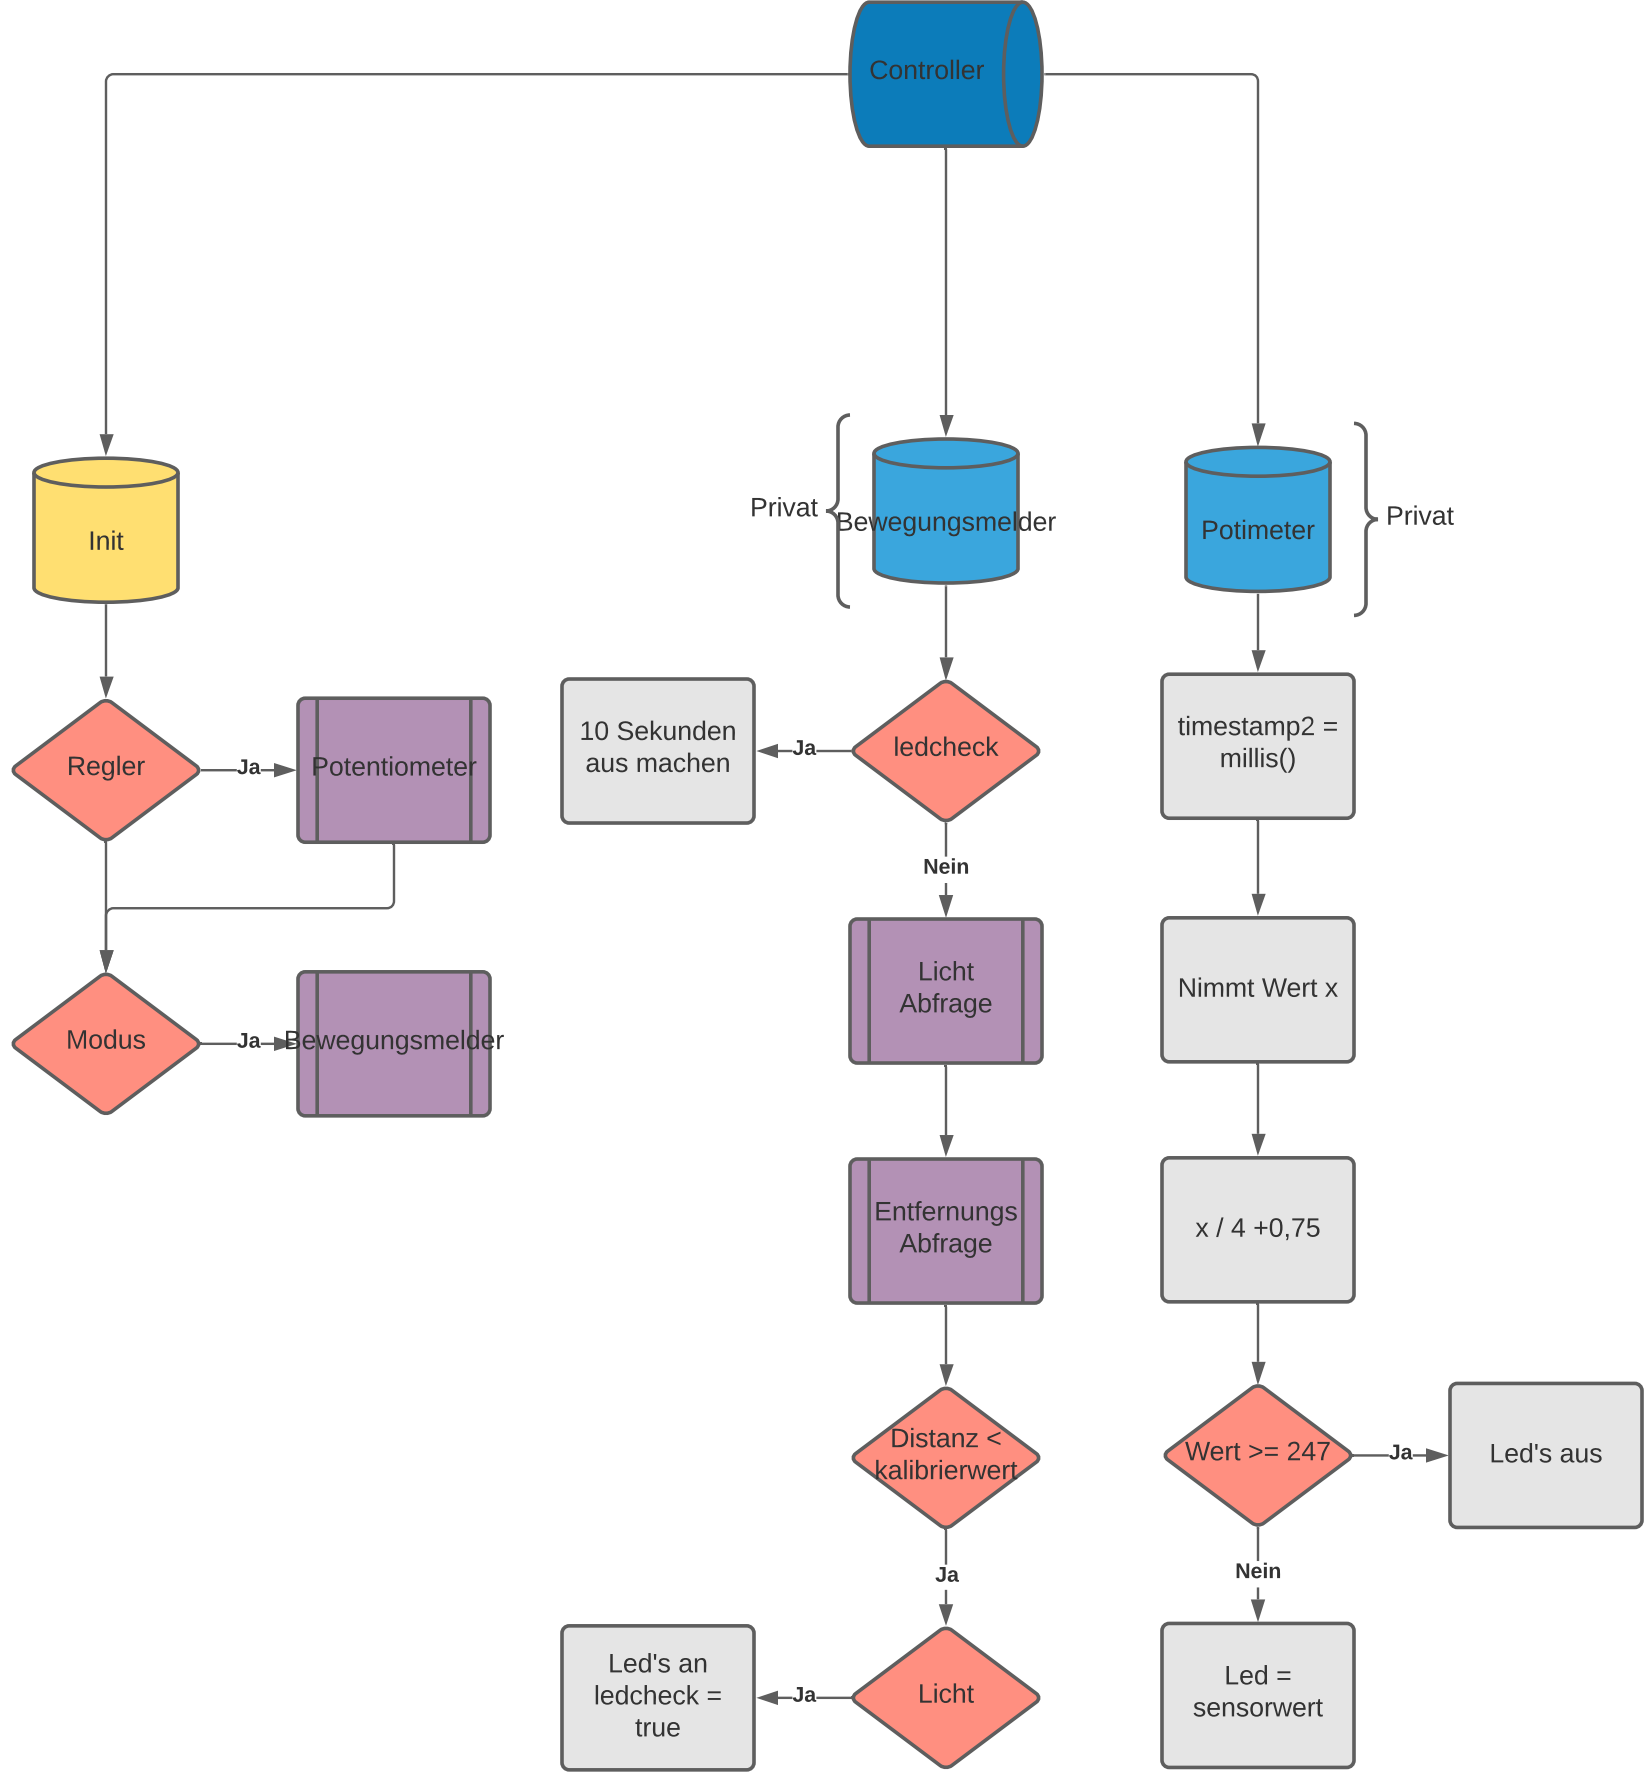 Controller
Init
Regler
Ja
Potentiometer
Modus
Ja
Bewegungsmelder
Privat
Bewegungsmelder
ledcheck
Ja
10 Sekunden
aus machen
Nein
Licht
Abfrage
Entfernungs
Abfrage
Distanz <
kalibrierwert
Ja
Licht
Ja
Led's an
ledcheck =
true
Potimeter
Privat
timestamp2 =
millis()
Nimmt Wert x
x / 4 +0,75
Wert >= 247
Ja
Led's aus
Nein
Led =
sensorwert